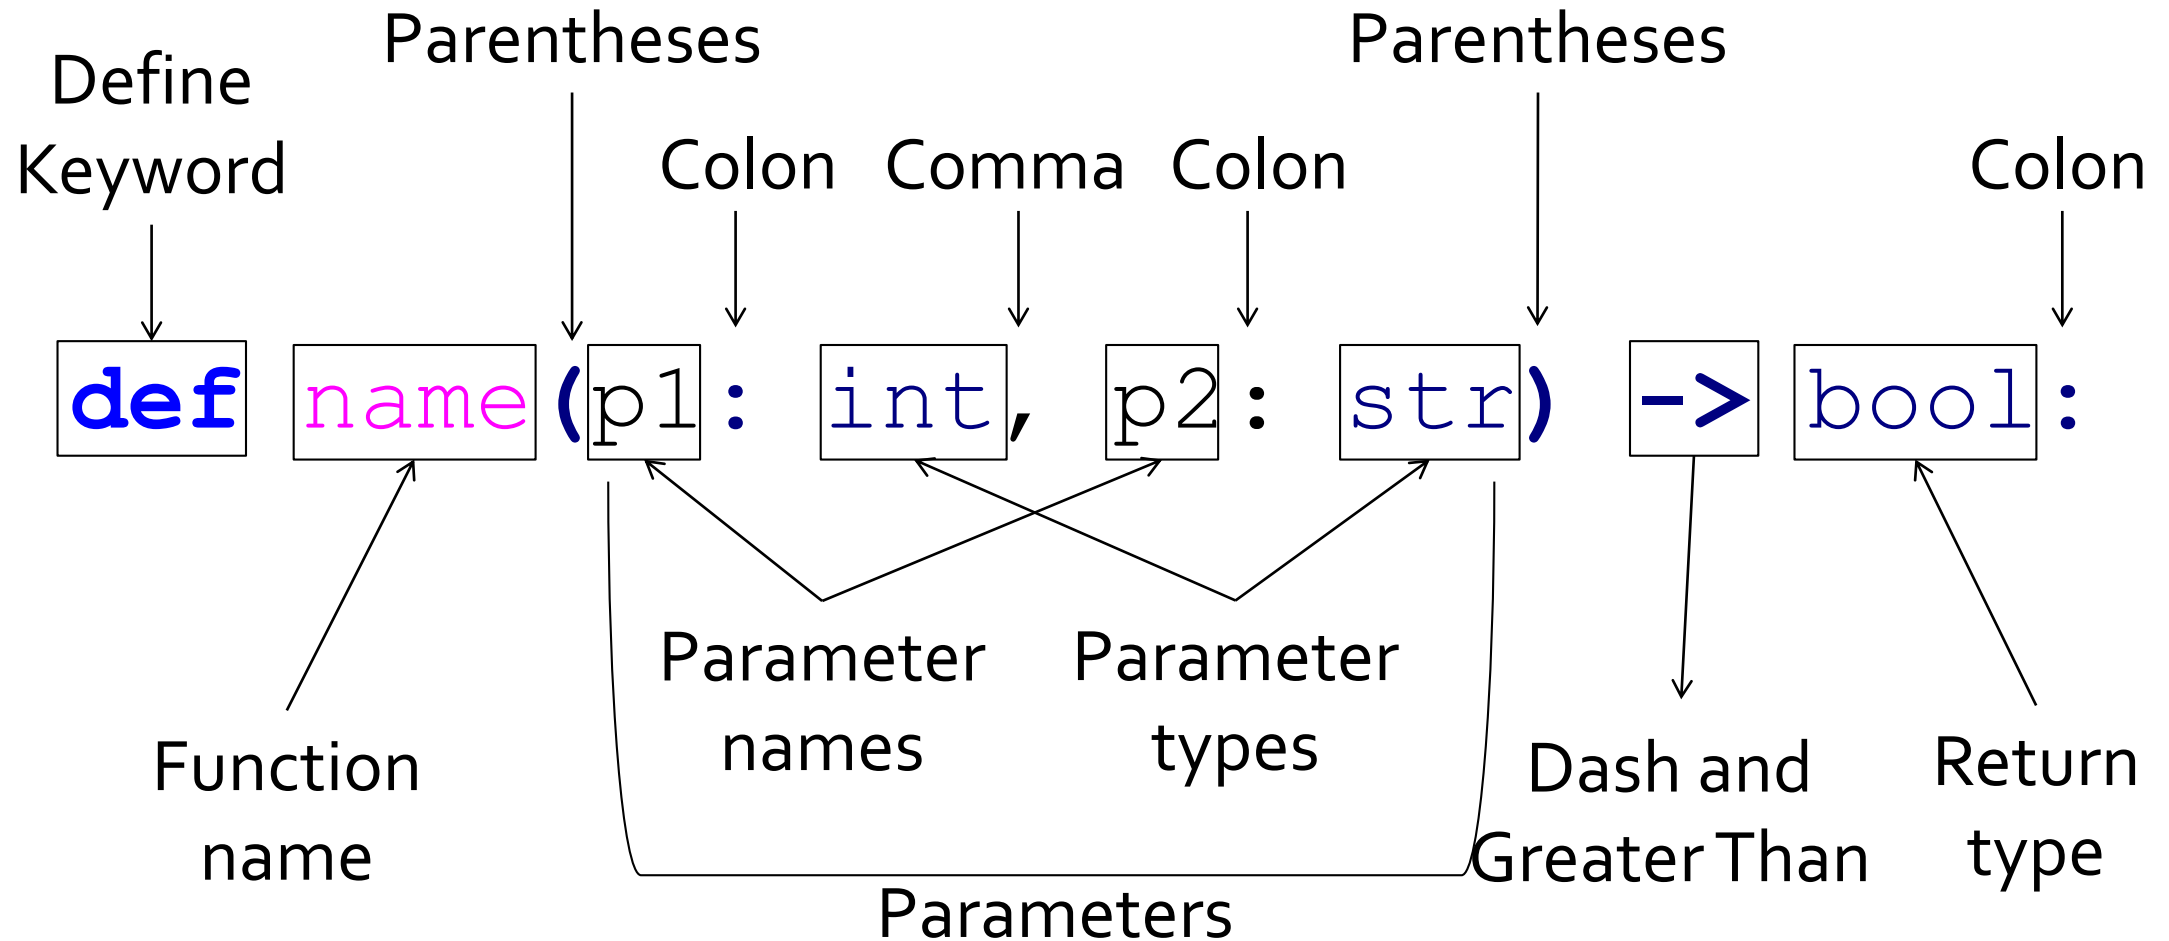 Parentheses Parentheses
Define
Keyword
Colon Comma Colon Colon
def name(p1: int, p2: str) -> bool:
Parameter Parameter
names types
Function
name
Dash and
Greater Than
Return
type
Parameters